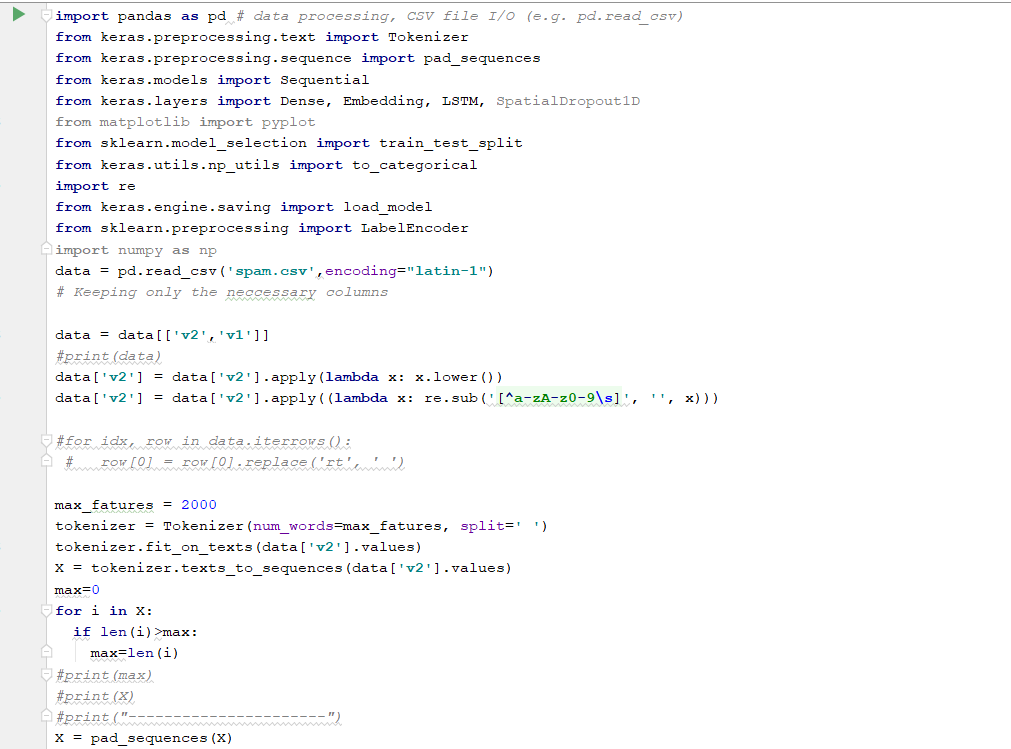 import pandas as pd # data processing, CSV file I/O (e.g. pd.read_csv)
from keras.preprocessing.text import Tokenizer
from keras.preprocessing.sequence import pad_sequences
from keras.models import Sequential
from keras.layers import Dense, Embedding, LSTM, SpatialDropout1D
from matplotlib import pyplot
from sklearn.model_selection import train_test_split
from keras.utils.np_utils import to_categorical
import re
from keras.engine.saving import load_model
from sklearn.preprocessing import LabelEncoder
import numpy as np
data = pd.read_csv('spam.csv',encoding="latin-1")
# Keeping only the neccessary columns
data = data[['v2','v1']]
#print(data)
data['v2'] = data['v2'].apply(lambda x: x.lower())
data['v2'] = data['v2'].apply((lambda x: re.sub('[^a-zA-z0-9\s]', '', x)))
#for idx, row in data.iterrows():
#   row[0] = row[0].replace('rt', ' ')
max_fatures = 2000
tokenizer = Tokenizer(num_words=max_fatures, split=' ')
tokenizer.fit_on_texts(data['v2'].values)
X = tokenizer.texts_to_sequences(data['v2'].values)
max=0
for i in X:
  if len(i)>max:
    max=len(i)
#print(max)
#print(X)
#print("----------------------")
X = pad_sequences(X)